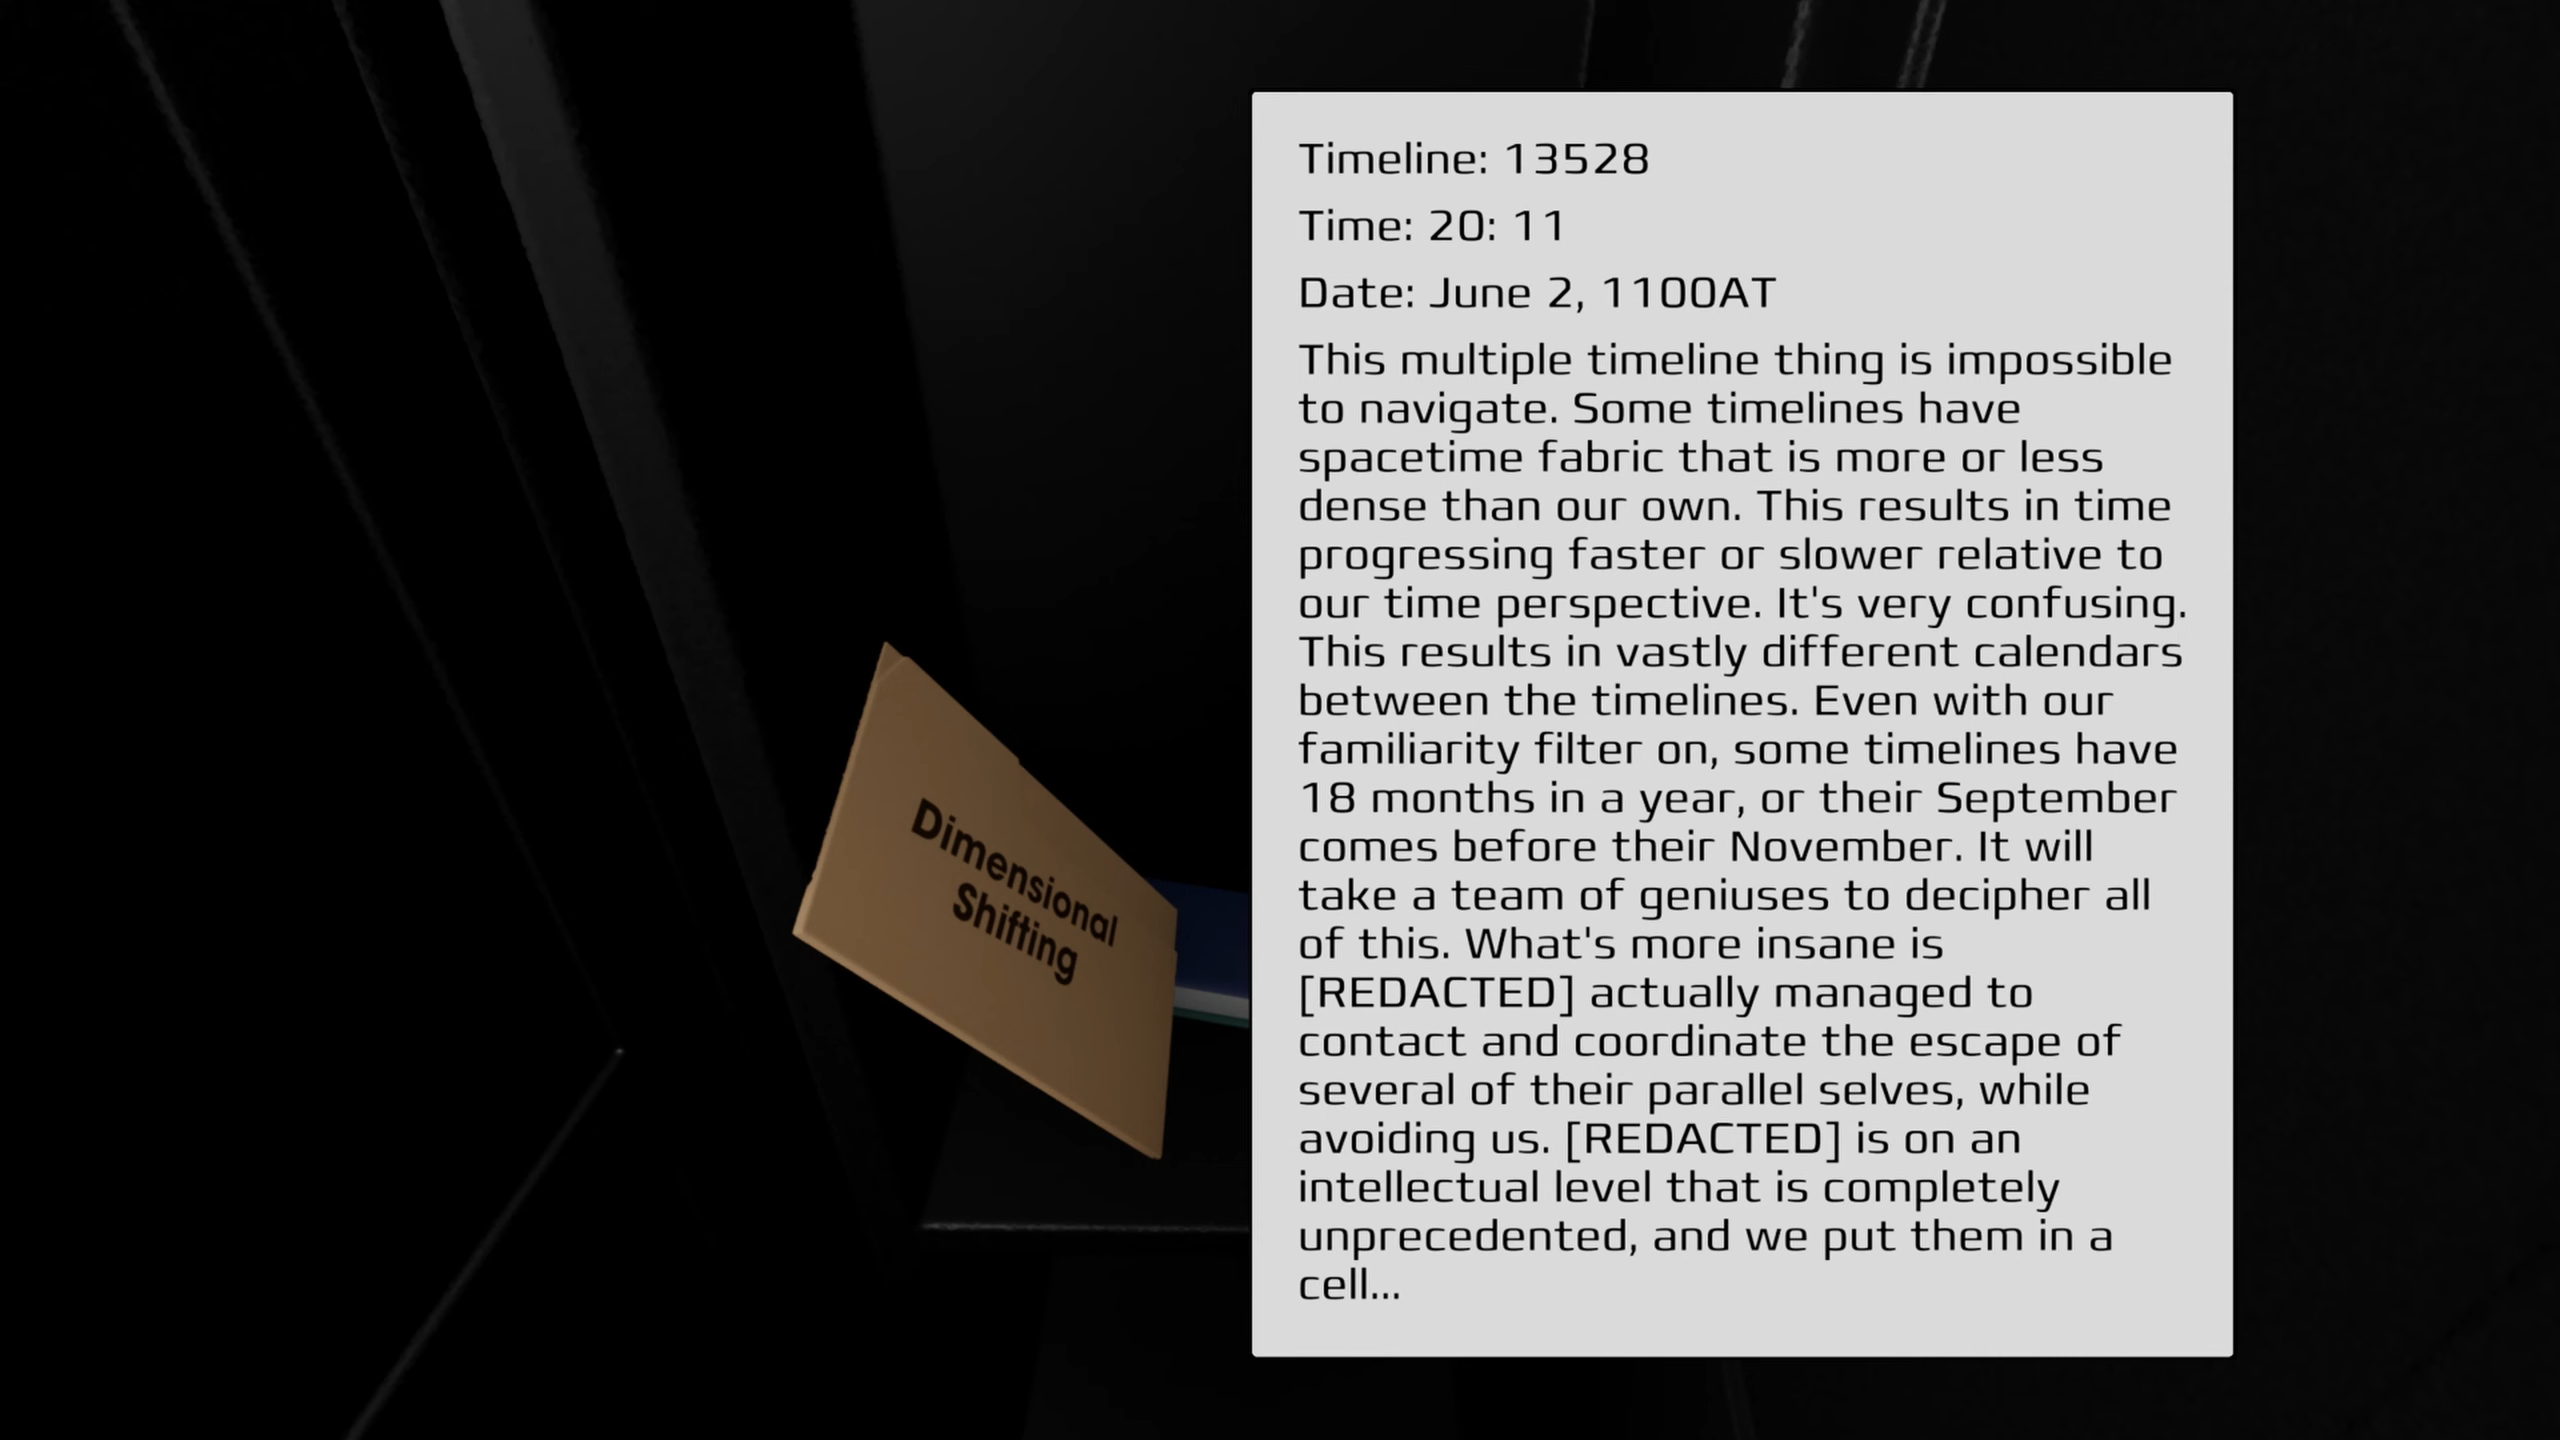 Dimensional
Shifting
Timeline: 13528
Time: 20: 11
Date: June 2, 1100AT
This multiple timeline thing is impossible
to navigate. Some timelines have
spacetime fabric that is more or less
dense than our own. This results in time
progressing faster or slower relative to
our time perspective. It's very confusing.
This results in vastly different calendars
between the timelines. Even with our
familiarity filter on, some timelines have
18 months in a year, or their September
comes before their November. It will
take a team of geniuses to decipher all
of this. What's more insane is
[REDACTED] actually managed to
contact and coordinate the escape of
several of their parallel selves, while
avoiding us. [REDACTED] is on an
intellectual level that is completely
unprecedented, and we put them in a
cell...